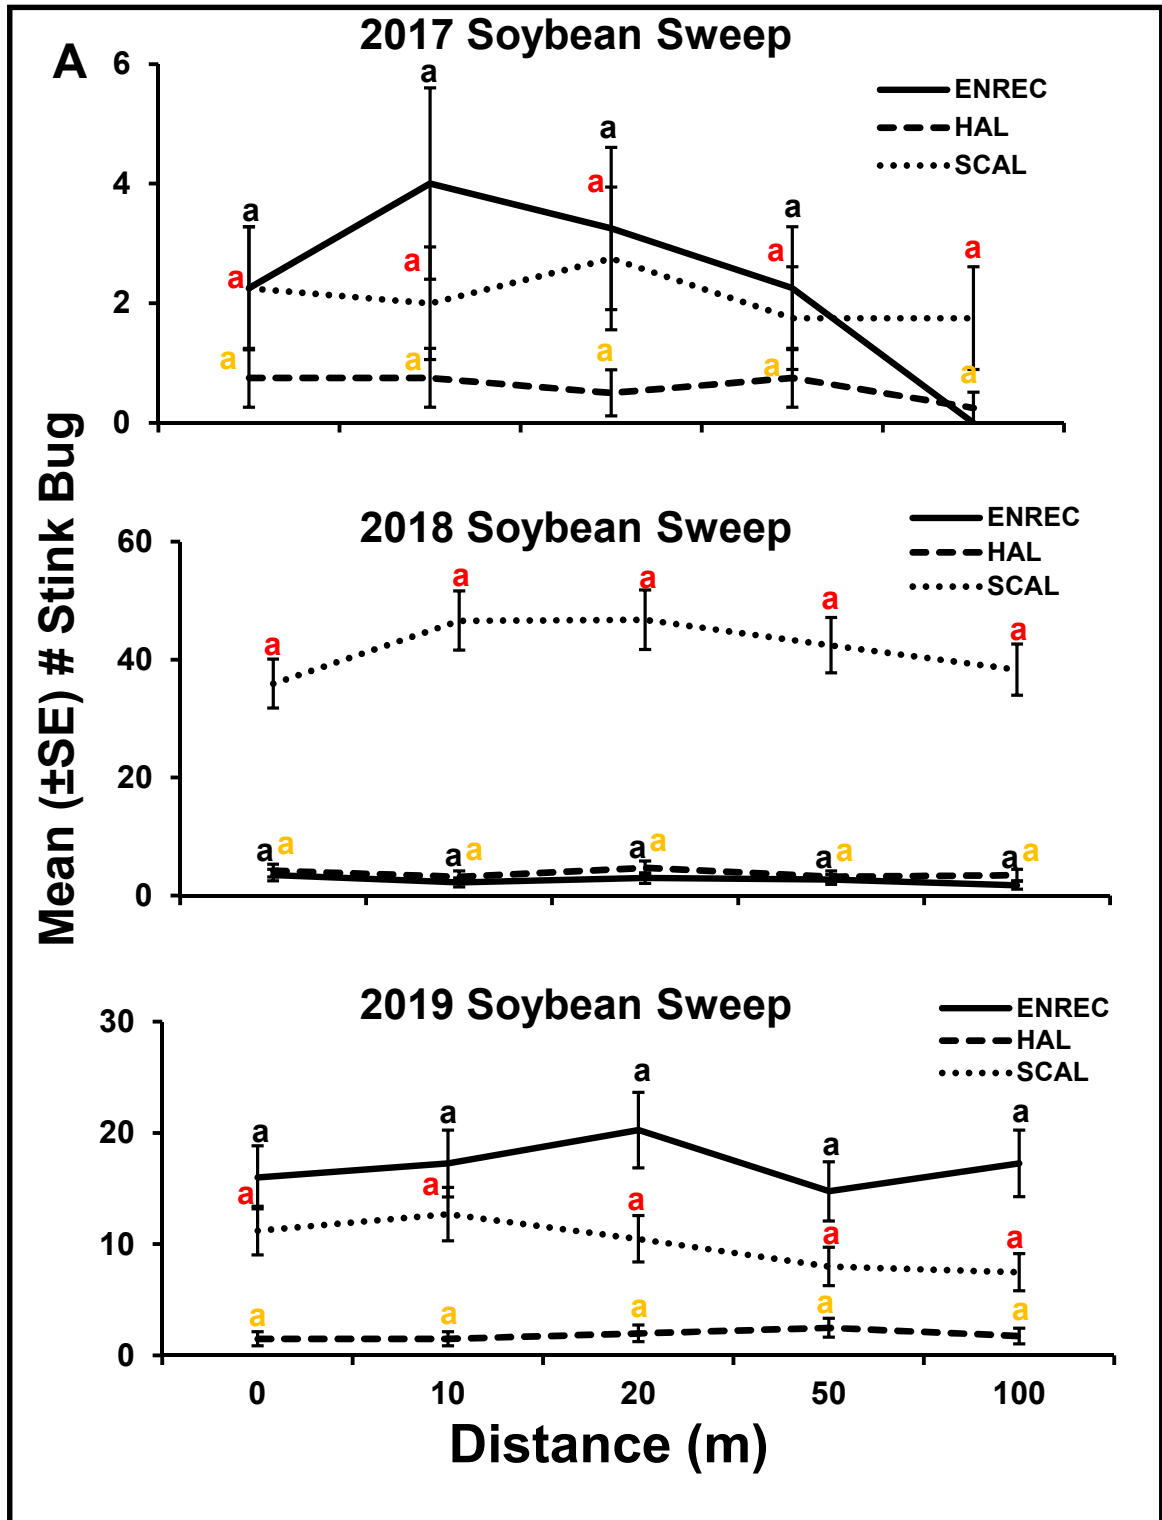 A
2017 Soybean Sweep
ENREC
HAL
SCAL
6
4
2
0
a a a a
a a a a a
a a a a a
Mean (±SE) # Stink Bug
2018 Soybean Sweep
ENREC
HAL
SCAL
60
40
20
0
a a a a a
a a a a a a a a a a
2019 Soybean Sweep
ENREC
HAL
SCAL
30
20
10
0
a a a a a
a a a a a
a a a a a
0 10 20 50 100
Distance (m)